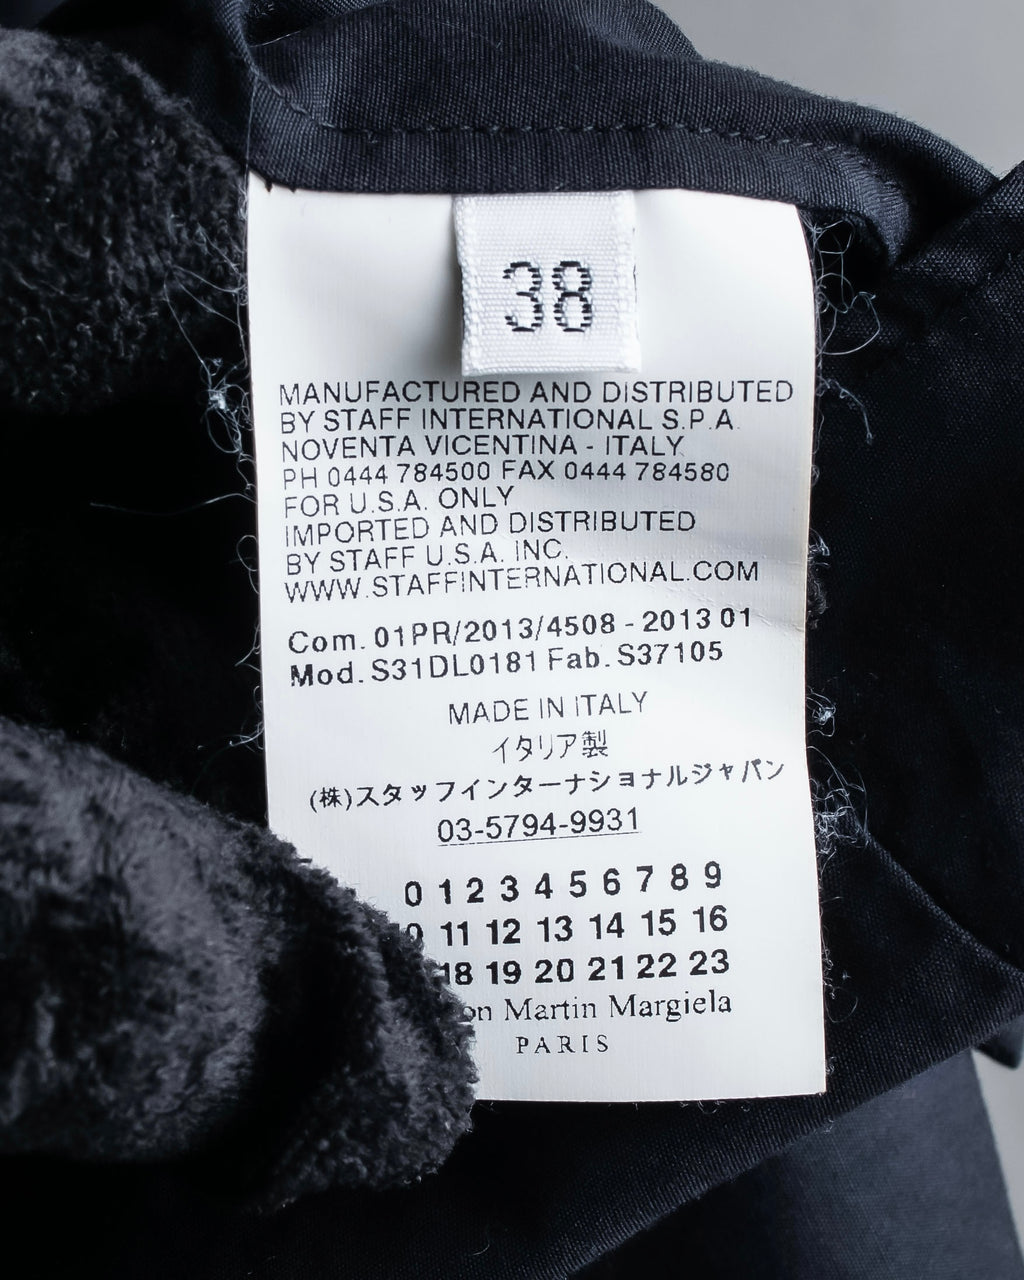 38
MANUFACTURED AND DISTRIBUTED
BY STAFF INTERNATIONAL S.P.A.
NOVENTA VICENTINA - ITALY
PH 0444 784500 FAX 0444 784580
FOR U.S.A. ONLY
IMPORTED AND DISTRIBUTED
BY STAFF U.S.A. INC.
WWW.STAFFINTERNATIONAL.COM
Com. 01PR/2013/4508 - 2013 01
Mod. S31DL0181 Fab. S37105
MADE IN ITALY
イタリア製
(株)スタッフインターナショナルジャパン
03-5794-9931
0 1 2 3 4 5 6 7 8 9
11 12 13 14 15 16
18 19 20 21 22 23
Martin Margiela
PARIS